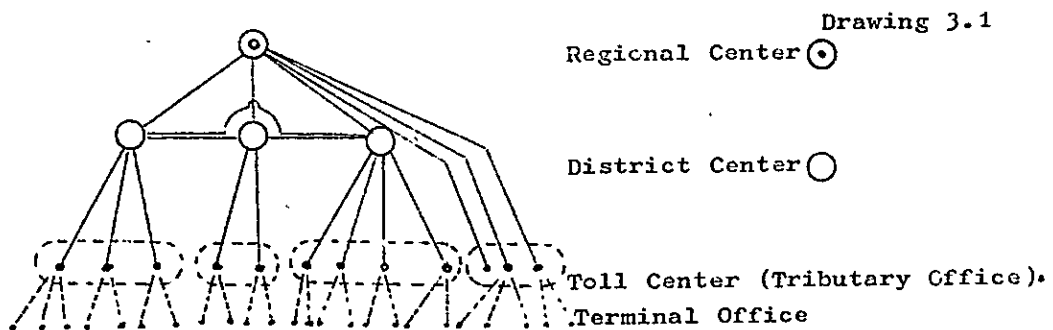 Drawing 3.1
Regional Center
District Center
Toll Center (Tributary Office).
Terminal Office